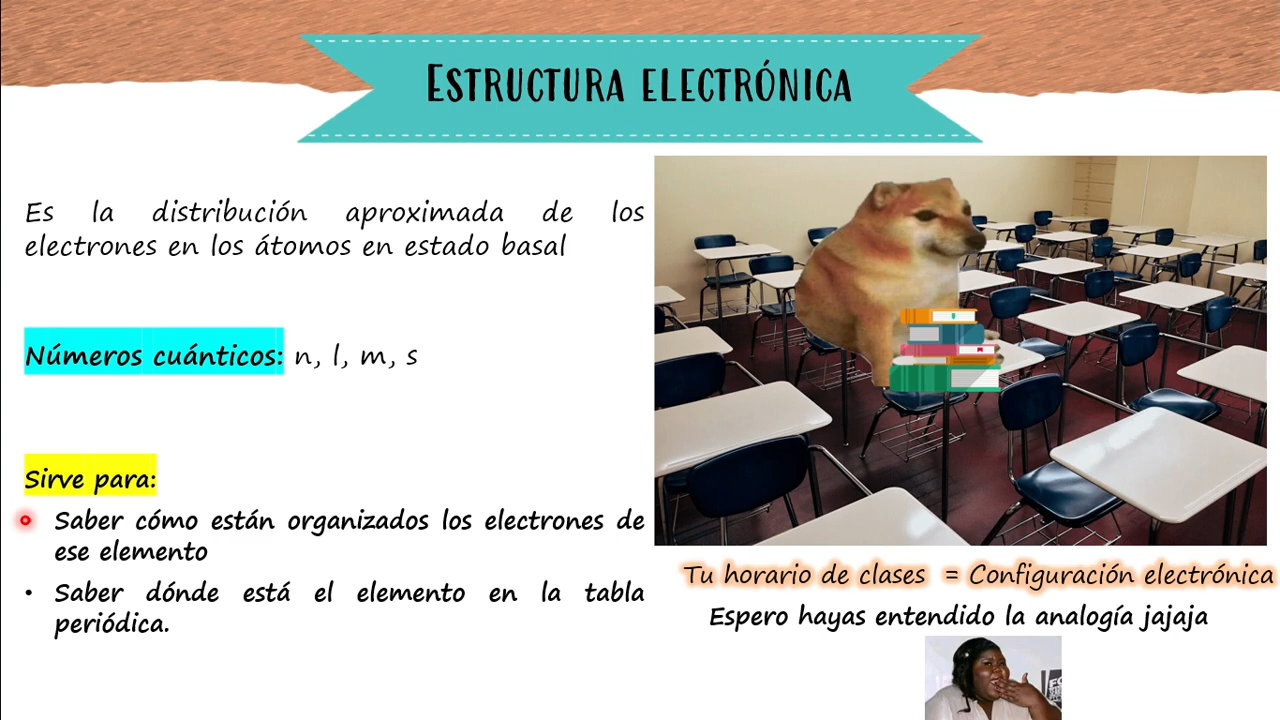 ESTRUCTURA ELECTRÓNICA
Es la distribución aproximada de los
electrones en los átomos en estado basal
Números cuánticos: n, l, m, s
Sirve para:
Saber cómo están organizados los electrones de
ese elemento
• Saber dónde está el elemento en la tabla
periódica.
Tu horario de clases = Configuración electrónica
Espero hayas entendido la analogía jajaja